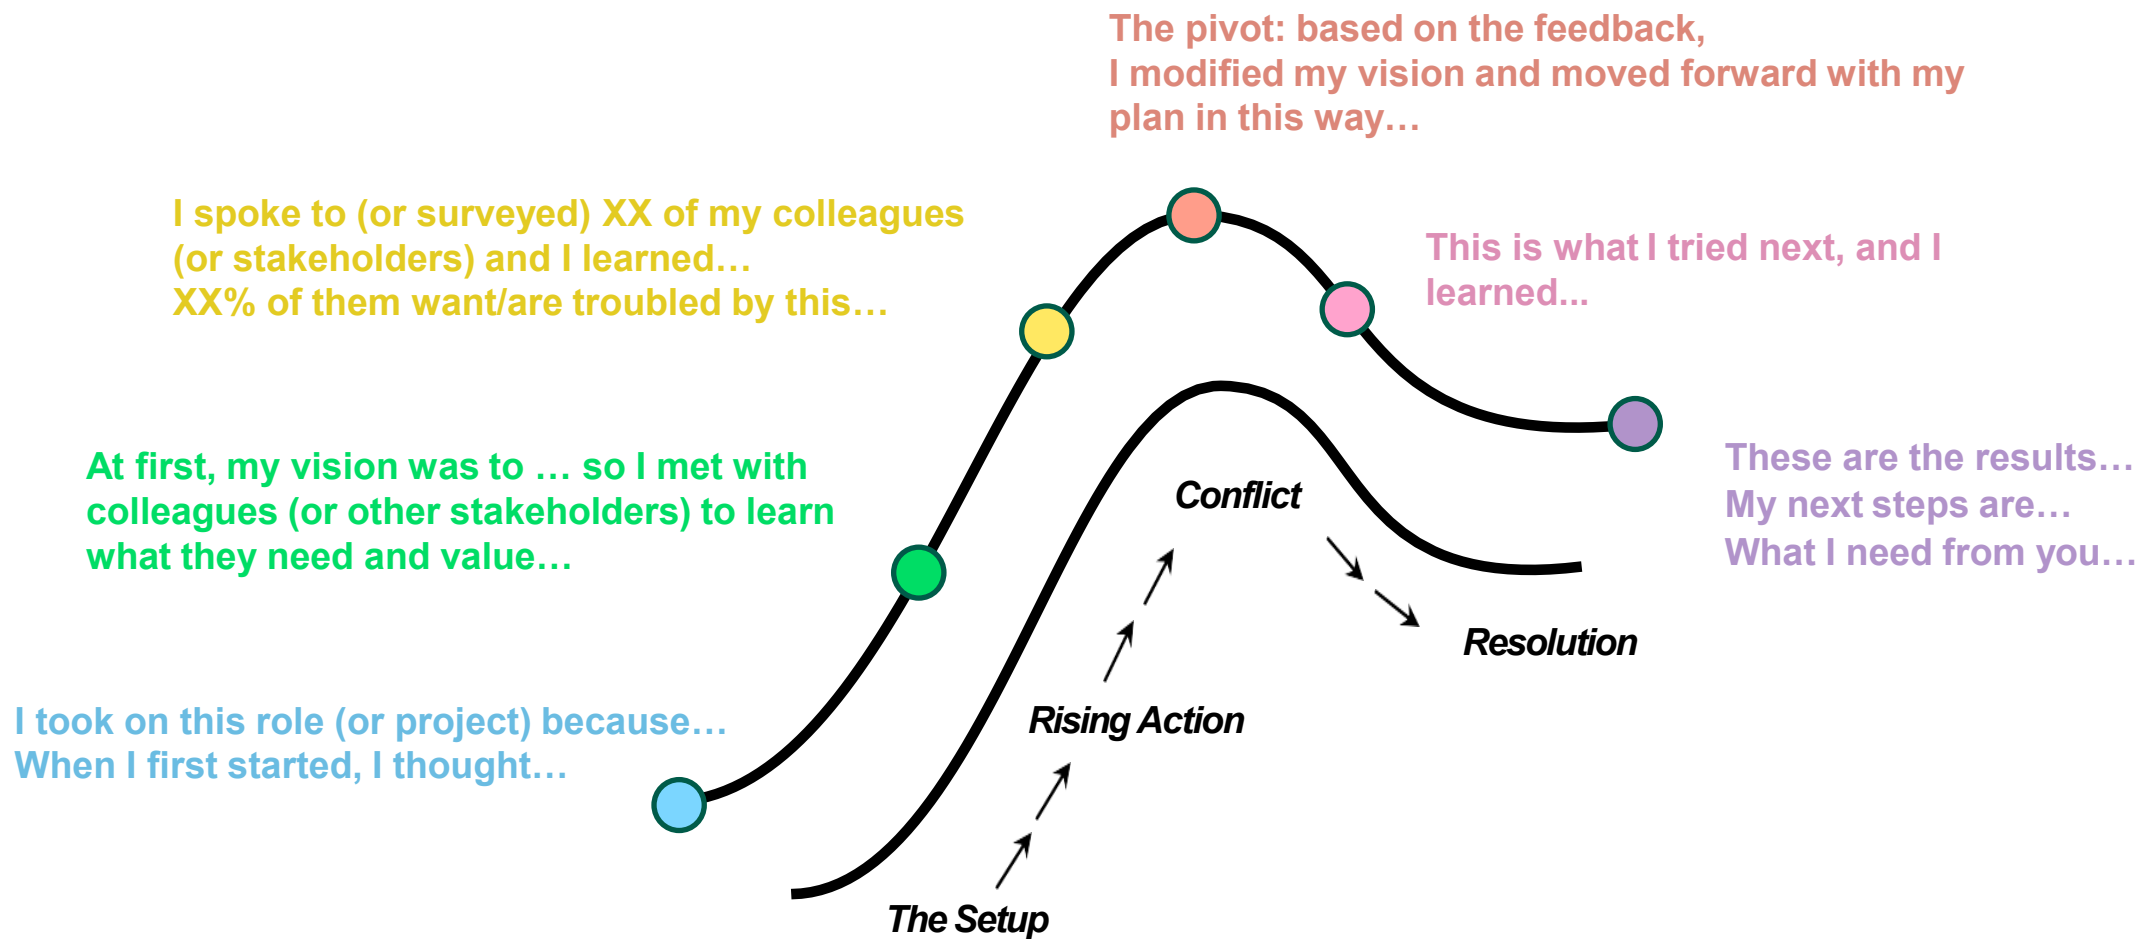 The pivot: based on the feedback,
I modified my vision and moved forward with my
plan in this way…
I spoke to (or surveyed) XX of my colleagues
(or stakeholders) and I learned…
XX% of them want/are troubled by this…
This is what I tried next, and I
learned...
At first, my vision was to … so I met with
colleagues (or other stakeholders) to learn
what they need and value…
These are the results…
My next steps are…
What I need from you…
I took on this role (or project) because…
When I first started, I thought…
Conflict
Resolution
Rising Action
The Setup